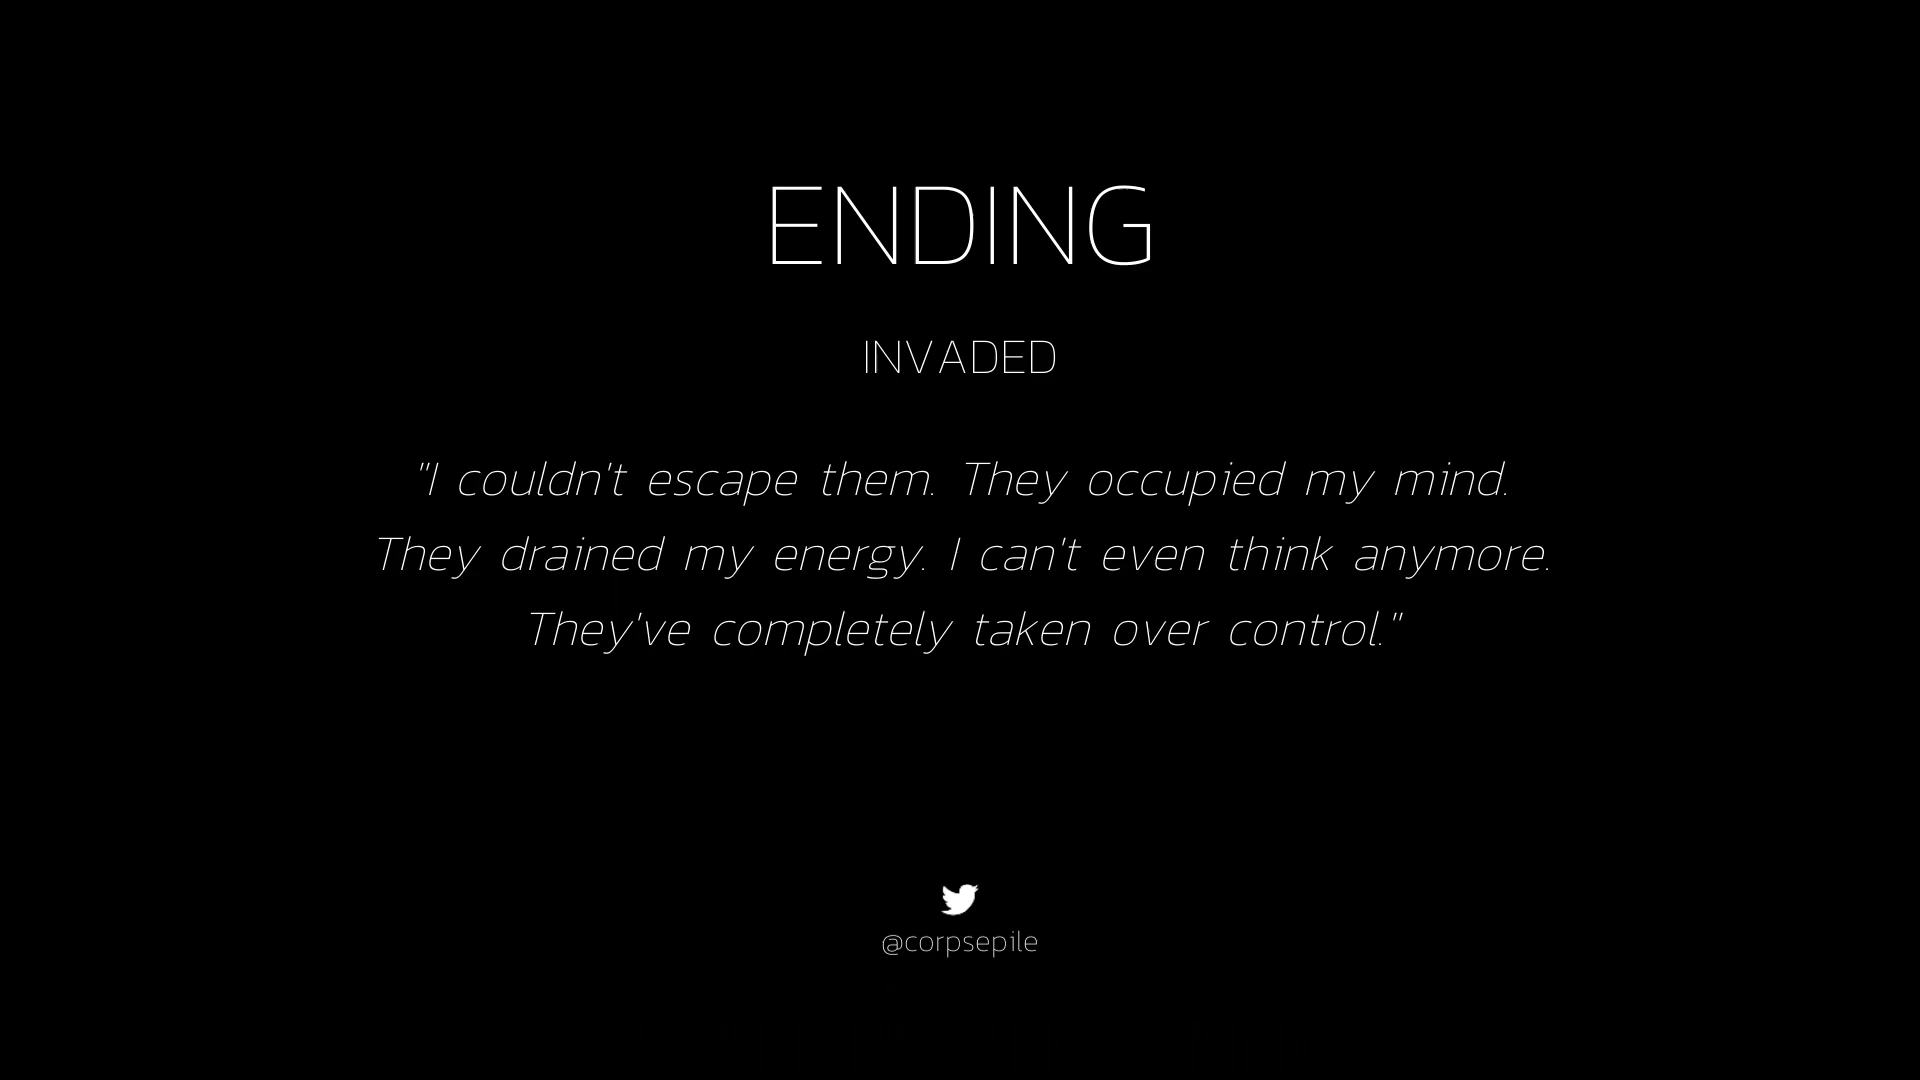 ENDING
INVADED
"I couldn't escape them. They occupied my mind.
They drained my energy. I can't even think anymore.
They've completely taken over control."
@corpsepile